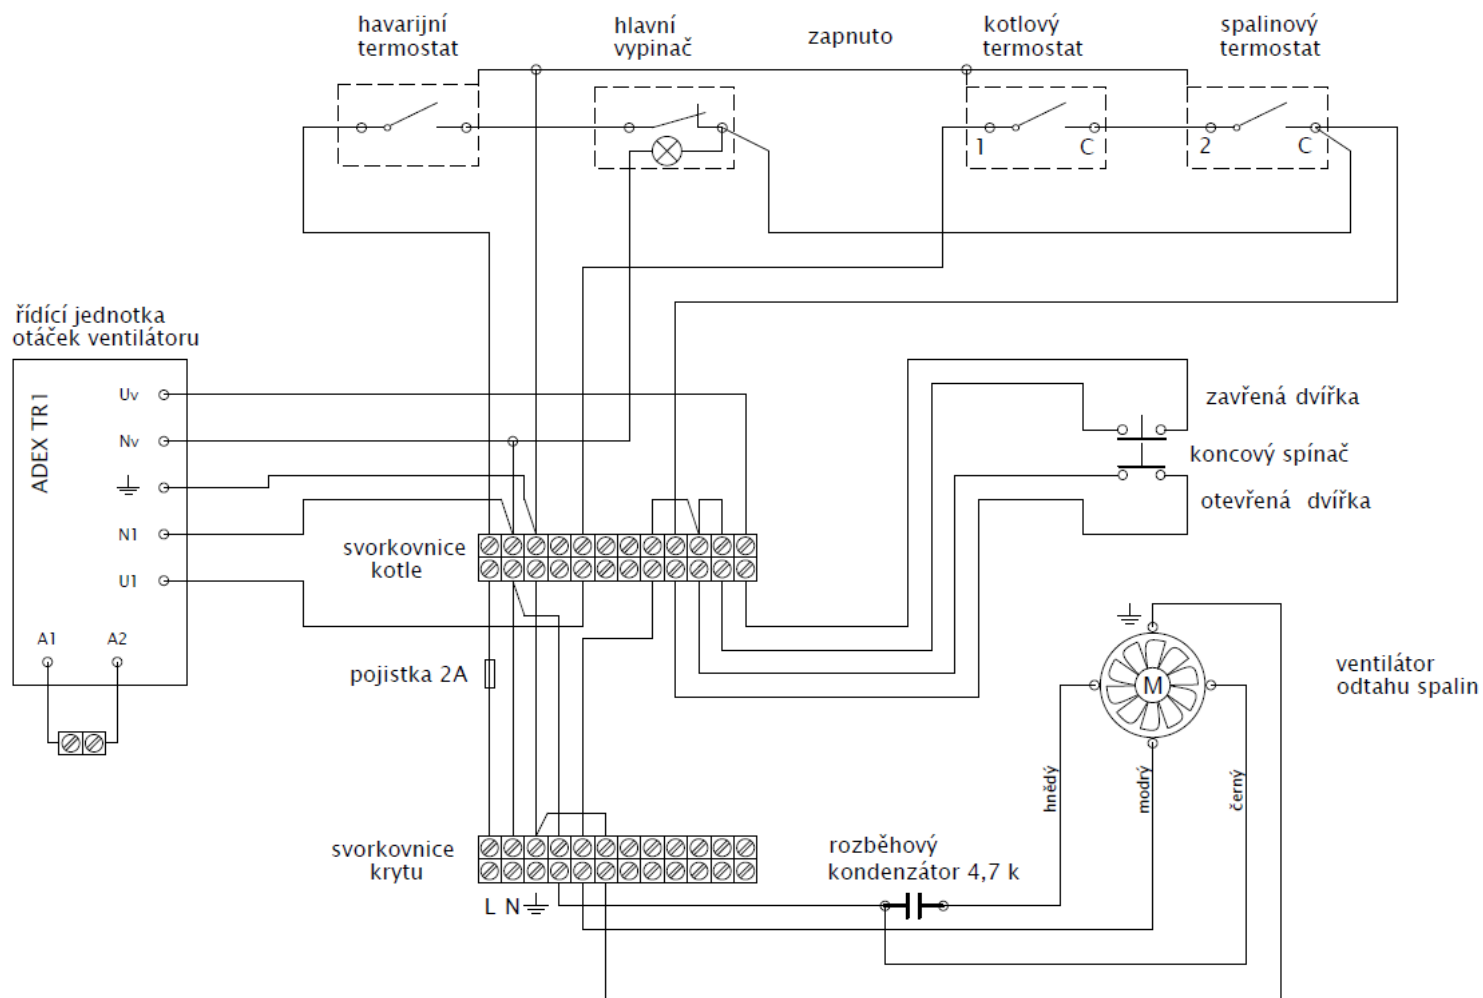 havarijní
termostat
hlavní
vypinač
zapnuto
kotlový
termostat
spalinový
termostat
1
C
2
C
řídící jednotka
otáček ventilátoru
ADEX TR1
Uv
Nv
N1
U1
A1
A2
zavřená dvířka
koncový spínač
otevřená dvířka
svorkovnice
kotle
pojistka 2A
M
ventilátor
odtahu spalin
hnědý
modrý
černý
svorkovnice
krytu
L N
rozběhový
kondenzátor 4,7 k